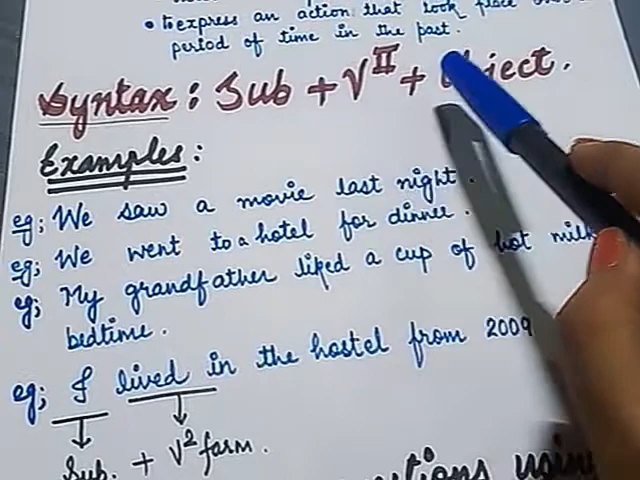 • to express an action that took place
period of time in the past.
Syntax : Sub + V II + Object.
Examples :
eg; We saw a movie last night.
eg; We went to a hotel for dinner.
eg; My grandfather liked a cup of hot milk
bedtime.
eg; I lived in the hostel from 2009
Sub. + V² form.
using